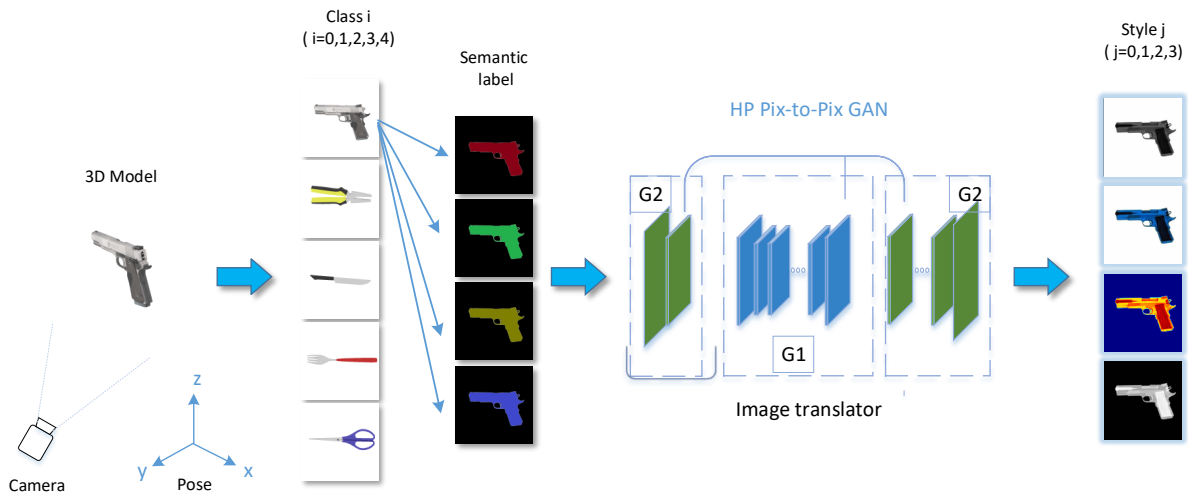 Class i
( i=0,1,2,3,4)
Semantic
label
Style j
( j=0,1,2,3)
HP Pix-to-Pix GAN
3D Model
G2
G2
G1
Image translator
z
y
x
Camera
Pose